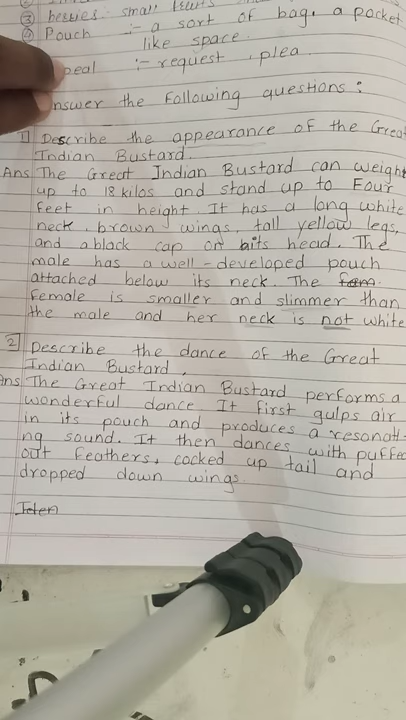 ③ berries :- small fruits
④ Pouch :- a sort of bag, a pocket
like space.
peal :- request, plea
nswer the Following questions :
1 Describe the appearance of the Great
Indian Bustard.
Ans The Great Indian Bustard can weight
up to 18 kilos and stand up to Four
feet in height. It has a long white
neck, brown wings, tall yellow legs,
and a black cap on its head. The
male has a well-developed pouch
attached below its neck. The
female is smaller and slimmer than
the male and her neck is not white
2 Describe the dance of the Great
Indian Bustard.
Ans The Great Indian Bustard performs a
wonderful dance It first gulps air
in its pouch and produces a resonati-
ng sound. It then dances with puffed
out feathers, cocked up tail and
dropped down wings.